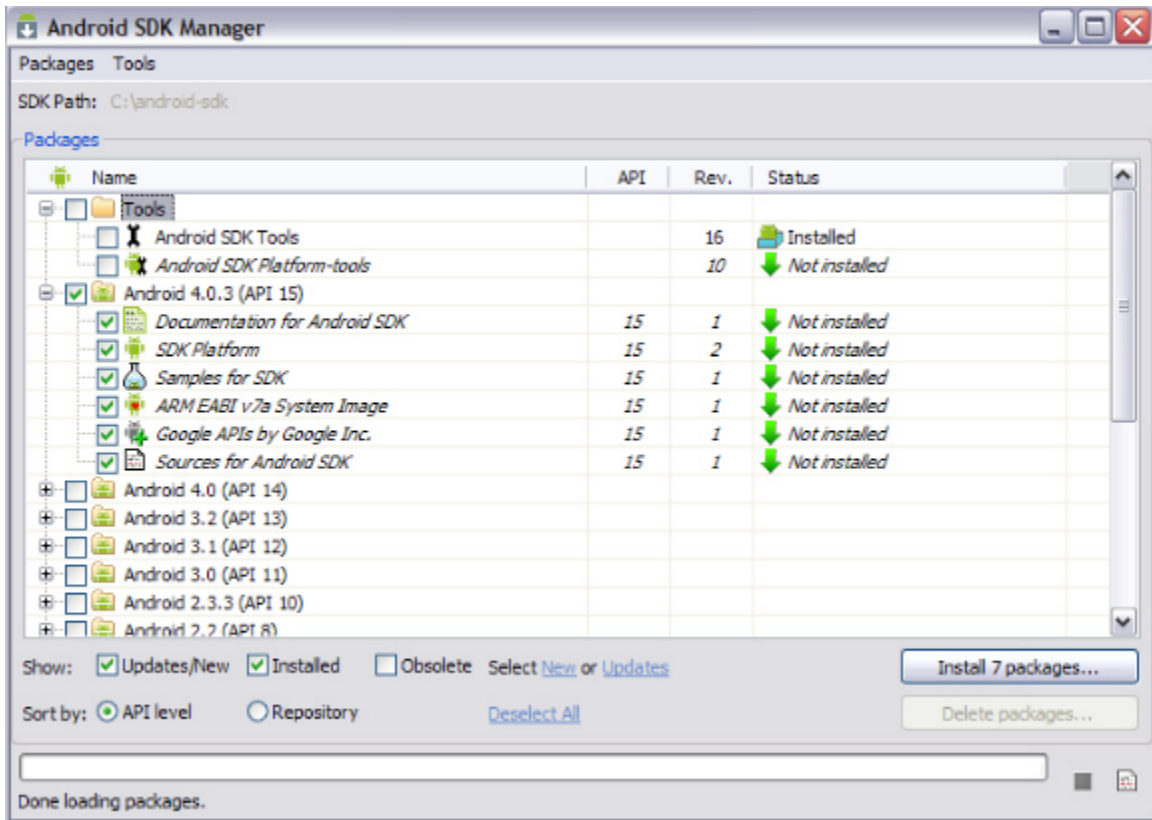 Android SDK Manager
Packages Tools
SDK Path: C:\android-sdk
Packages
Name API Rev. Status
Tools
Android SDK Tools 16 Installed
Android SDK Platform-tools 10 Not installed
Android 4.0.3 (API 15)
Documentation for Android SDK 15 1 Not installed
SDK Platform 15 2 Not installed
Samples for SDK 15 1 Not installed
ARM EABI v7a System Image 15 1 Not installed
Google APIs by Google Inc. 15 1 Not installed
Sources for Android SDK 15 1 Not installed
Android 4.0 (API 14)
Android 3.2 (API 13)
Android 3.1 (API 12)
Android 3.0 (API 11)
Android 2.3.3 (API 10)
Android 2.2 (API 8)
Show: Updates/New Installed Obsolete Select New or Updates Install 7 packages...
Sort by: API level Repository Deselect All Delete packages...
Done loading packages.